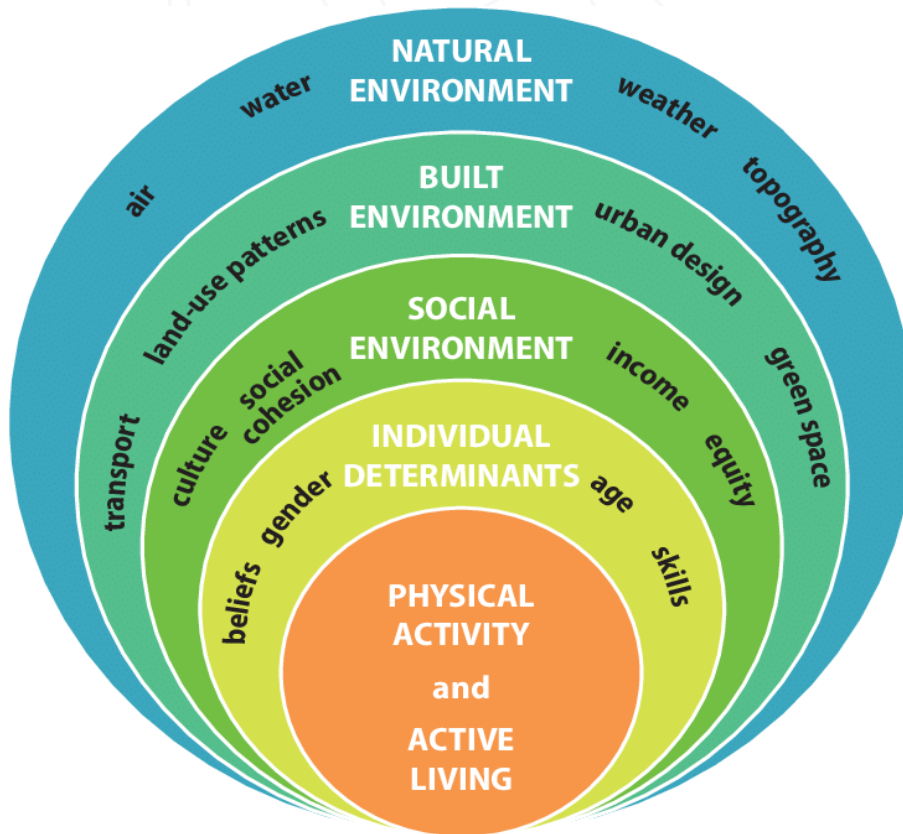 NATURAL
ENVIRONMENT
air
water
weather
topography
BUILT
ENVIRONMENT
transport
land-use patterns
urban design
green space
SOCIAL
ENVIRONMENT
culture
social
cohesion
income
equity
INDIVIDUAL
DETERMINANTS
beliefs
gender
age
skills
PHYSICAL
ACTIVITY
and
ACTIVE
LIVING